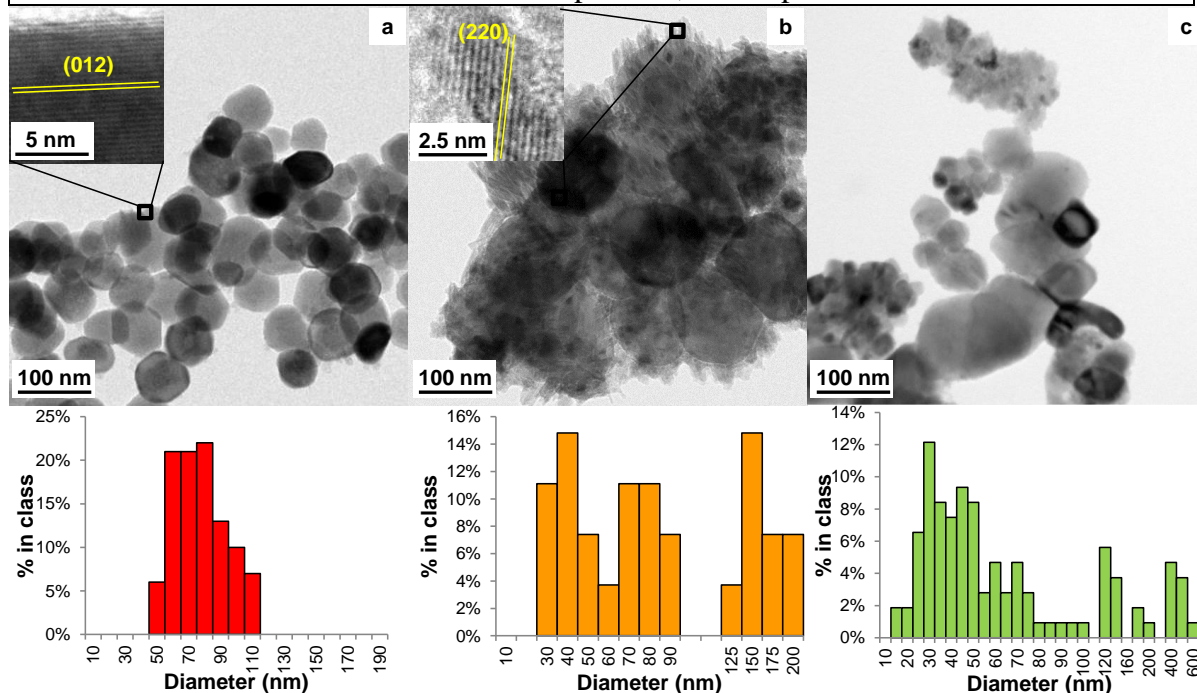 a
(012)
5 nm
100 nm
b
(220)
2.5 nm
100 nm
c
100 nm
25%
20%
15%
10%
5%
0%
% in class
10 30 50 70 90 110 130 150 170 190
Diameter (nm)
16%
14%
12%
10%
8%
6%
4%
2%
0%
% in class
10 30 40 50 60 70 80 90 125 150 175 200
Diameter (nm)
14%
12%
10%
8%
6%
4%
2%
0%
% in class
10 20 30 40 50 60 70 80 90 100 120 160 200 400 600
Diameter (nm)